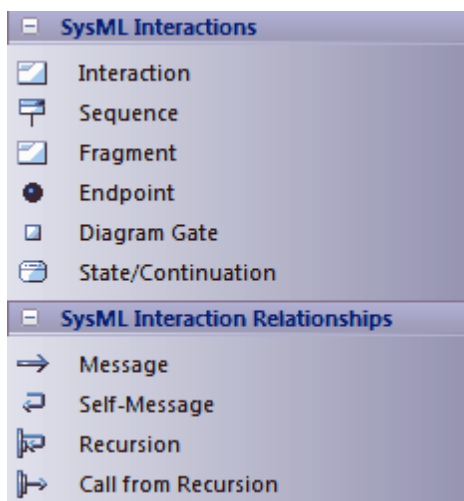 SysML Interactions
Interaction
Sequence
Fragment
Endpoint
Diagram Gate
State/Continuation
SysML Interaction Relationships
Message
Self-Message
Recursion
Call from Recursion